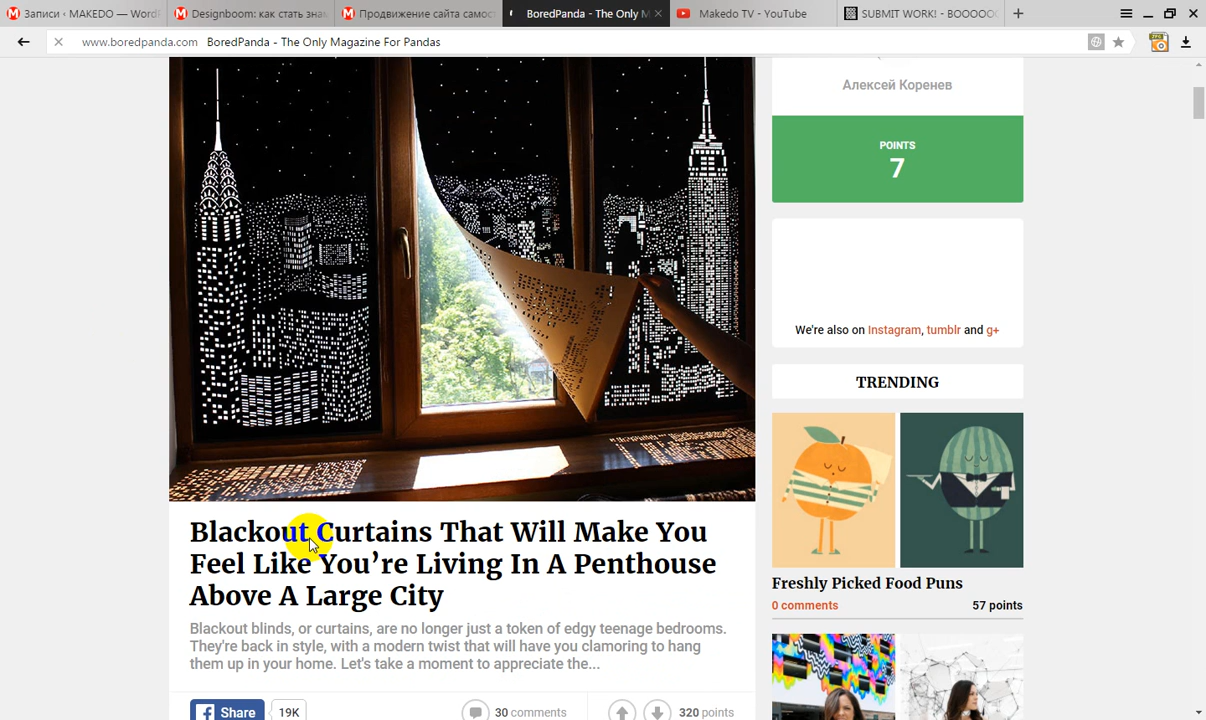 Записи ‹ MAKEDO — Word
Designboom: как стать зна
Продвижение сайта самос
BoredPanda - The Only M
Makedo TV - YouTube
SUBMIT WORK! - BOOOOO
www.boredpanda.com BoredPanda - The Only Magazine For Pandas
Алексей Коренев
POINTS
7
We're also on Instagram, tumblr and g+
TRENDING
Freshly Picked Food Puns
0 comments 57 points
Blackout Curtains That Will Make You
Feel Like You’re Living In A Penthouse
Above A Large City
Blackout blinds, or curtains, are no longer just a token of edgy teenage bedrooms.
They're back in style, with a modern twist that will have you clamoring to hang
them up in your home. Let's take a moment to appreciate the...
Share 19K 30 comments 320 points